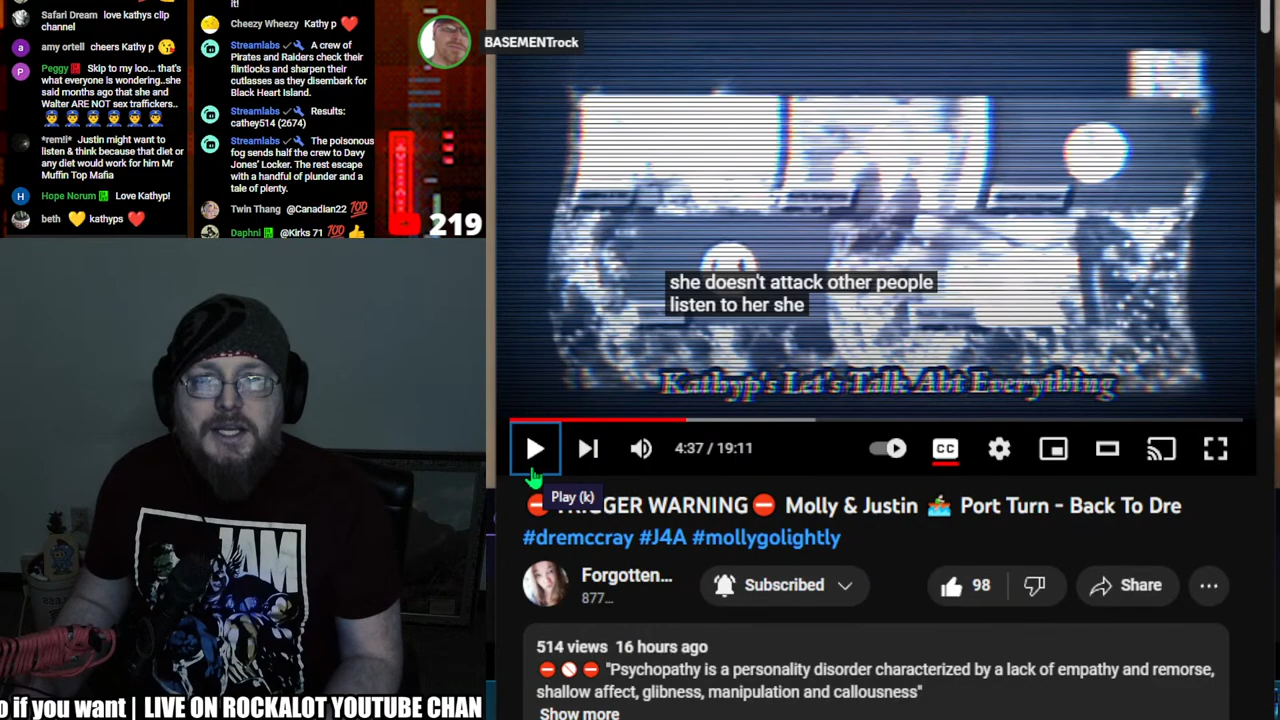 it!
Safari Dream love kathys clip
channel
amy ortell cheers Kathy p
Peggy Skip to my loo... that's
what everyone is wondering..she
said months ago that she and
Walter ARE NOT sex traffickers..
*remi!* Justin might want to
listen & think because that diet or
any diet would work for him Mr
Muffin Top Mafia
Hope Norum Love Kathyp!
beth kathyps
Cheezy Wheezy Kathy p
Streamlabs A crew of
Pirates and Raiders check their
flintlocks and sharpen their
cutlasses as they disembark for
Black Heart Island.
Streamlabs Results:
cathey514 (2674)
Streamlabs The poisonous
fog sends half the crew to Davy
Jones' Locker. The rest escape
with a handful of plunder and a
tale of plenty.
Twin Thang @Canadian22 100
Daphni @Kirks 71 100
219
BASEMENTrock
she doesn't attack other people
listen to her she
Kathyp's Let's Talk Abt Everything
4:37 / 19:11
CC
Play (k)
GER WARNING Molly & Justin Port Turn - Back To Dre
#dremccray #J4A #mollygolightly
Forgotten...
877...
Subscribed
98
Share
514 views 16 hours ago
"Psychopathy is a personality disorder characterized by a lack of empathy and remorse,
shallow affect, glibness, manipulation and callousness"
Show more
JAM
o if you want | LIVE ON ROCKALOT YOUTUBE CHAN